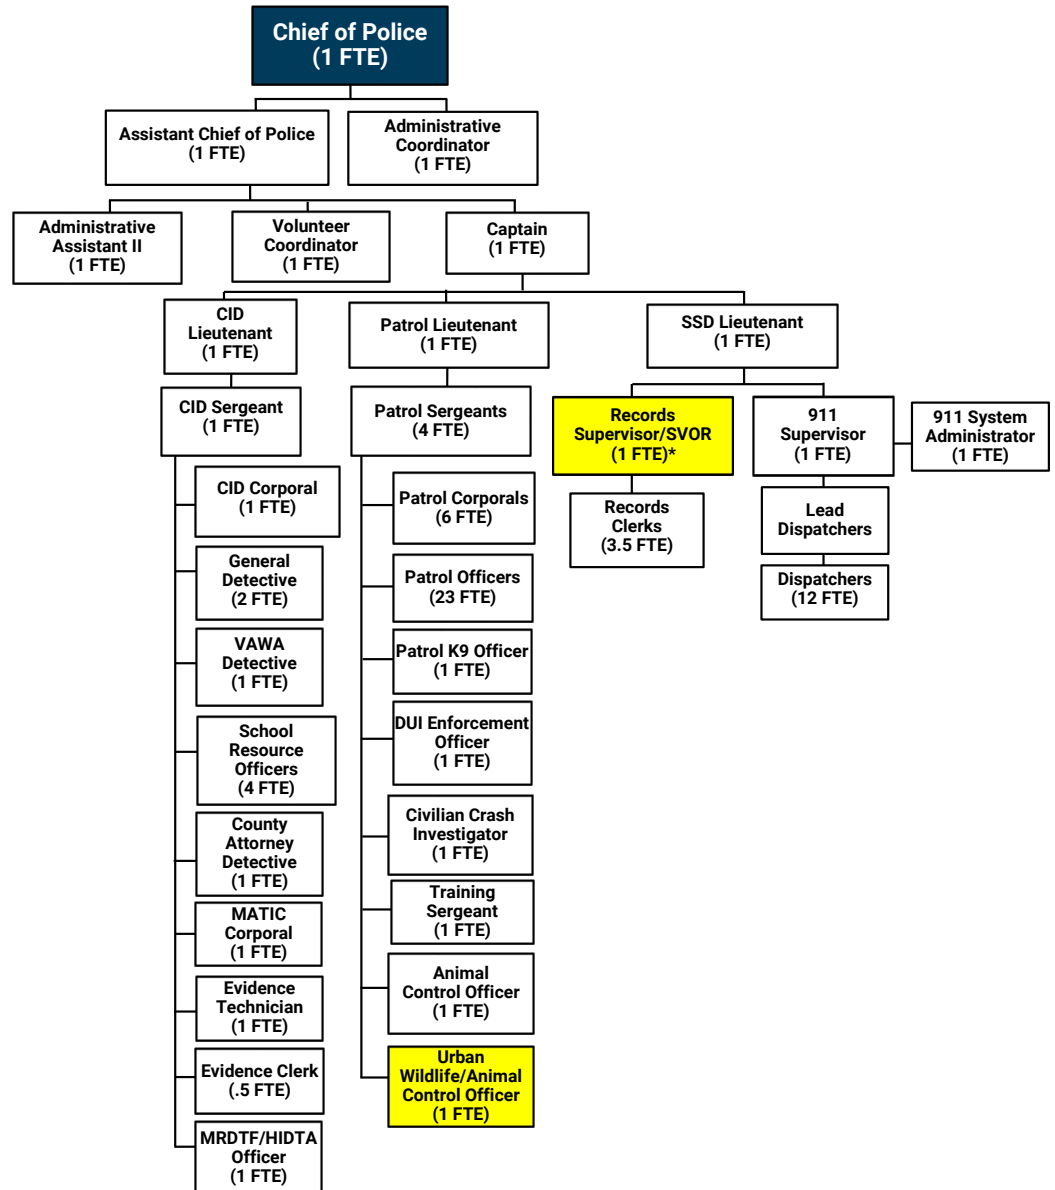 Chief of Police
(1 FTE)
Assistant Chief of Police
(1 FTE)
Administrative
Coordinator
(1 FTE)
Administrative
Assistant II
(1 FTE)
Volunteer
Coordinator
(1 FTE)
Captain
(1 FTE)
CID
Lieutenant
(1 FTE)
Patrol Lieutenant
(1 FTE)
SSD Lieutenant
(1 FTE)
CID Sergeant
(1 FTE)
Patrol Sergeants
(4 FTE)
Records
Supervisor/SVOR
(1 FTE)*
911
Supervisor
(1 FTE)
911 System
Administrator
(1 FTE)
CID Corporal
(1 FTE)
General
Detective
(2 FTE)
VAWA
Detective
(1 FTE)
School
Resource
Officers
(4 FTE)
County
Attorney
Detective
(1 FTE)
MATIC
Corporal
(1 FTE)
Evidence
Technician
(1 FTE)
Evidence Clerk
(.5 FTE)
MRDTF/HIDTA
Officer
(1 FTE)
Patrol Corporals
(6 FTE)
Patrol Officers
(23 FTE)
Patrol K9 Officer
(1 FTE)
DUI Enforcement
Officer
(1 FTE)
Civilian Crash
Investigator
(1 FTE)
Training
Sergeant
(1 FTE)
Animal
Control Officer
(1 FTE)
Urban
Wildlife/Animal
Control Officer
(1 FTE)
Records
Clerks
(3.5 FTE)
Lead
Dispatchers
Dispatchers
(12 FTE)